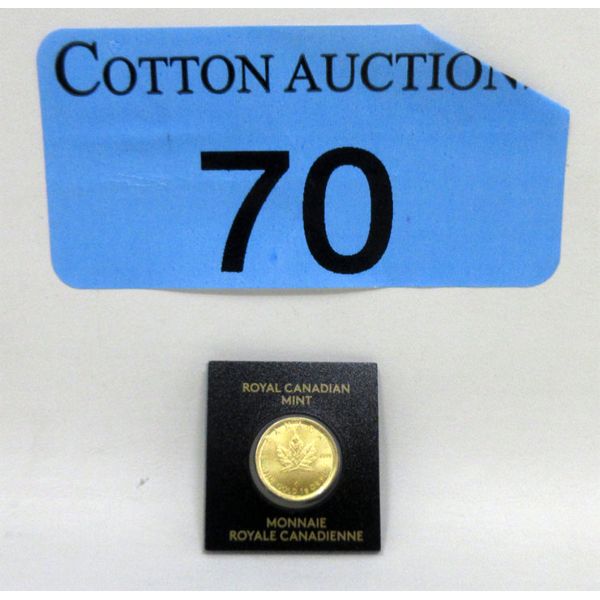 COTTON AUCTION
70
ROYAL CANADIAN
MINT
MONNAIE
ROYALE CANADIENNE